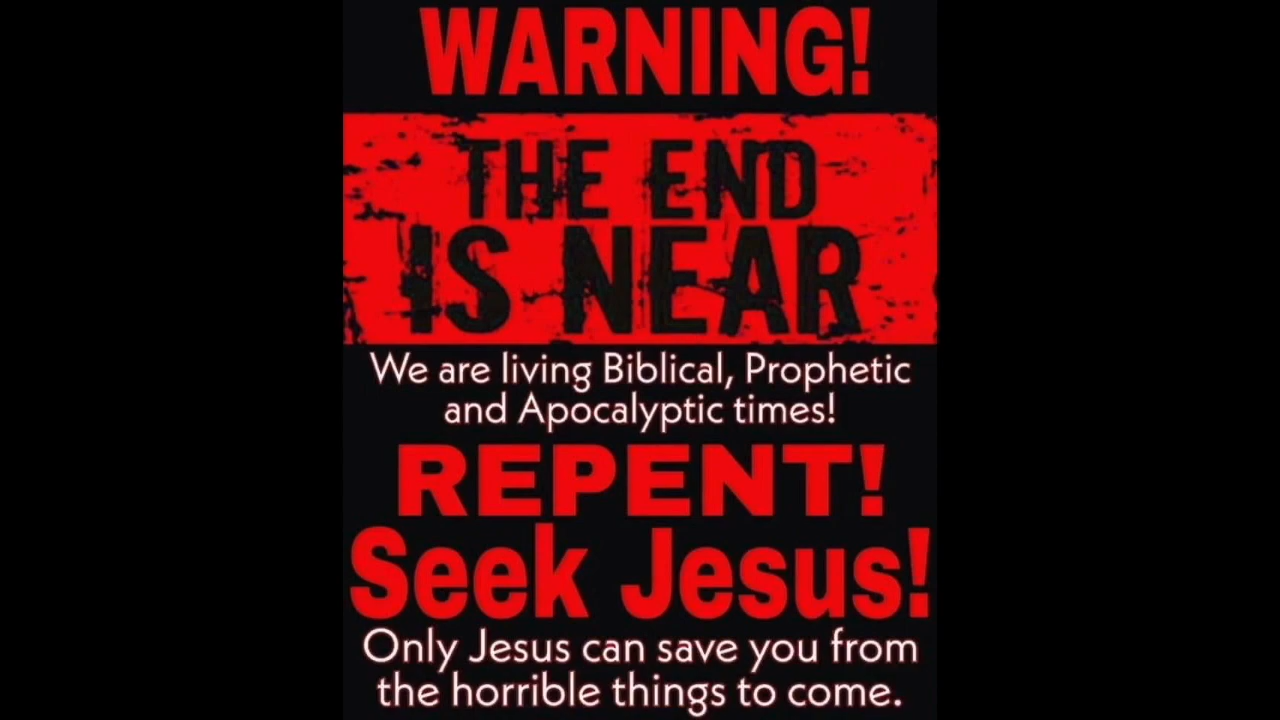 WARNING!
THE END
IS NEAR
We are living Biblical, Prophetic
and Apocalyptic times!
REPENT!
Seek Jesus!
Only Jesus can save you from
the horrible things to come.